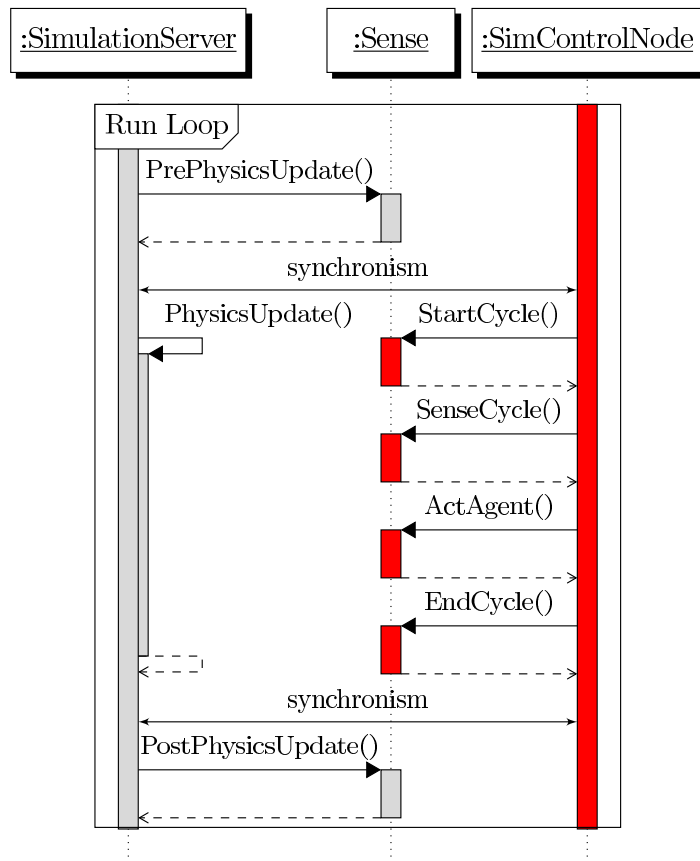 :SimulationServer
:Sense
:SimControlNode
Run Loop
PrePhysicsUpdate()
synchronism
PhysicsUpdate()
StartCycle()
SenseCycle()
ActAgent()
EndCycle()
synchronism
PostPhysicsUpdate()